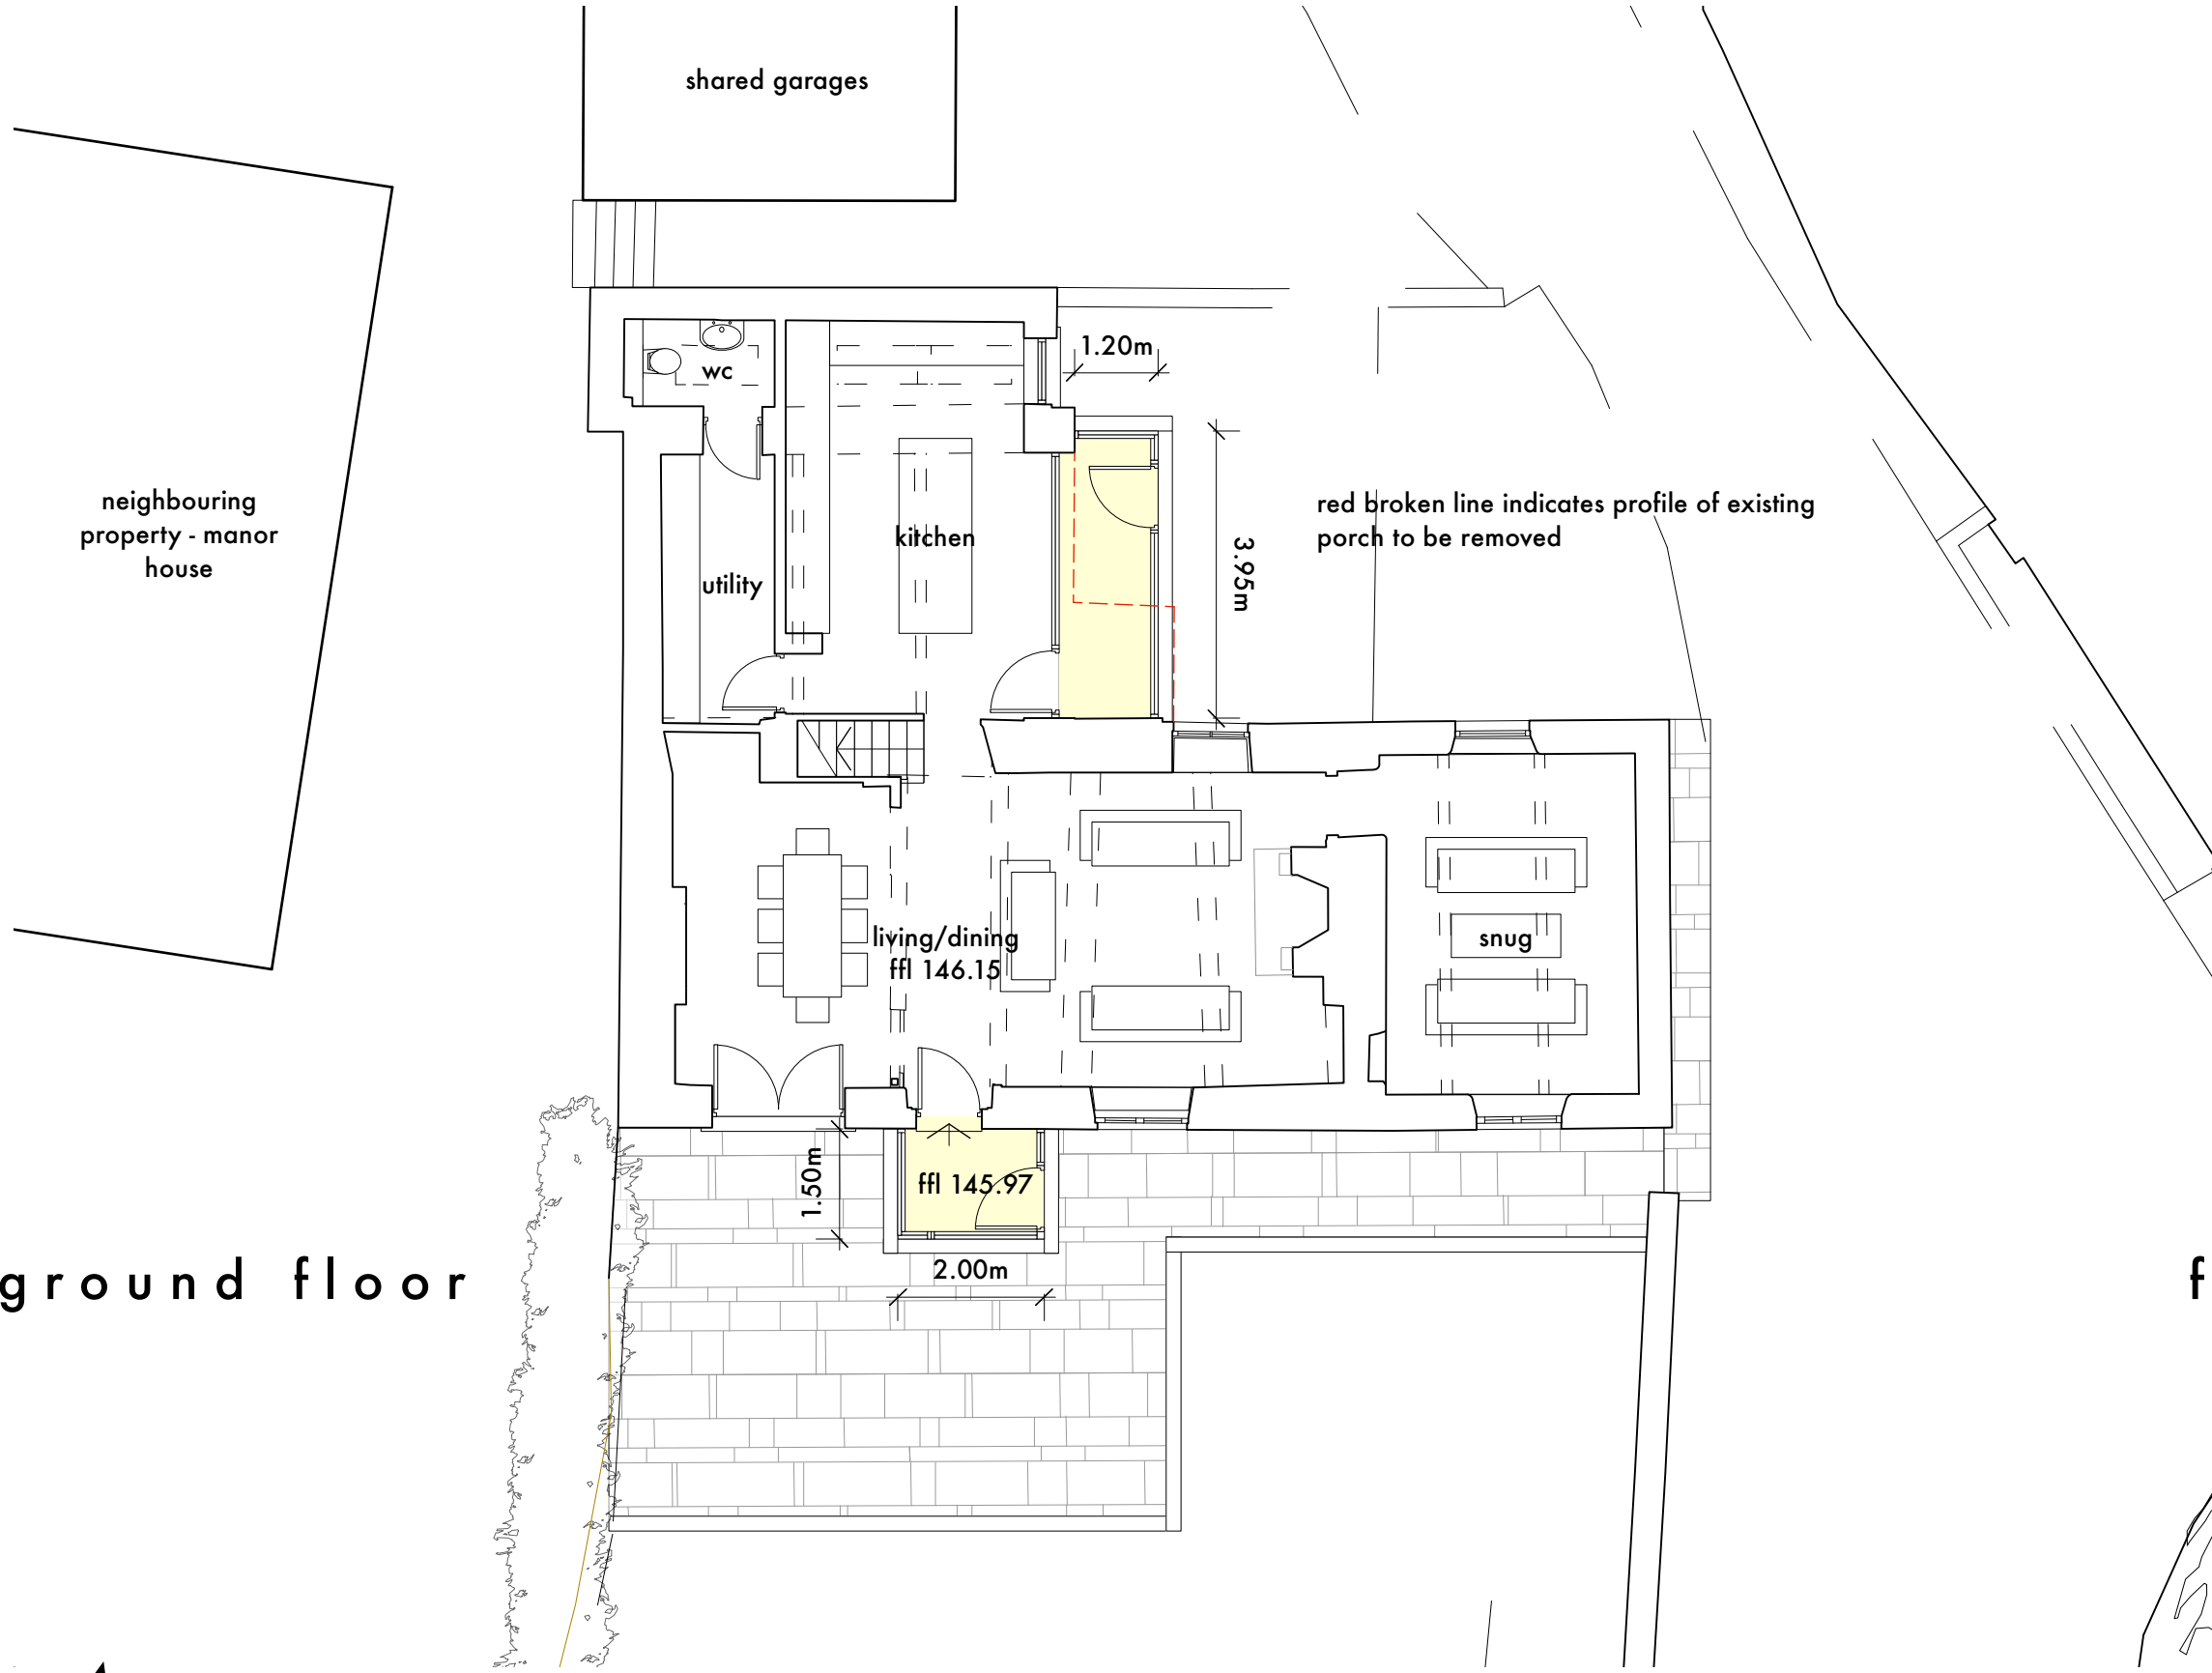 shared garages
1.20m
wc
neighbouring
property - manor
house
red broken line indicates profile of existing
porch to be removed
kitchen
3.95m
utility
living/dining
ffl 146.15
snug
1.50m
ffl 145.97
2.00m
ground floor
f